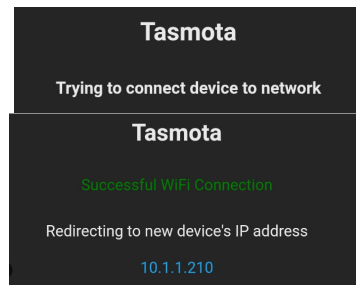 Tasmota
Trying to connect device to network
Tasmota
Successful WiFi Connection
Redirecting to new device's IP address
10.1.1.210